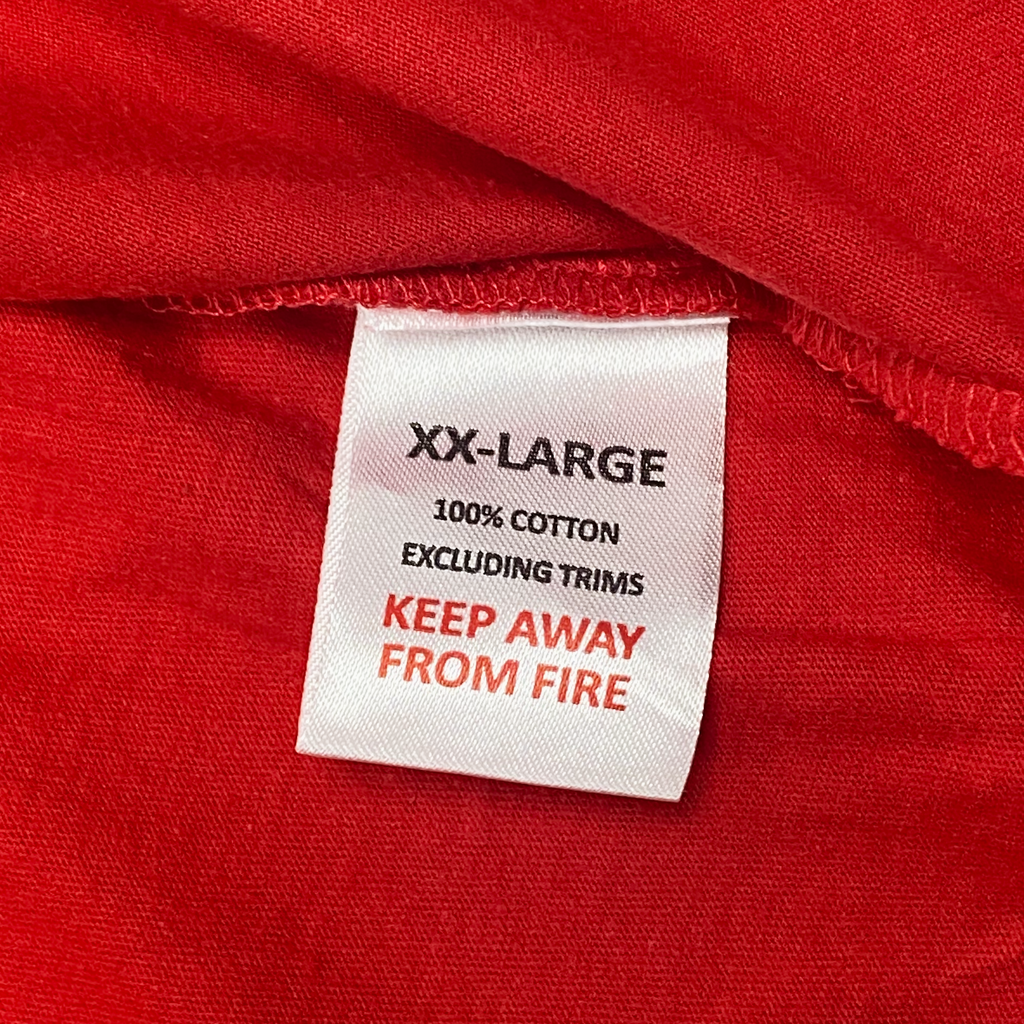 XX-LARGE
100% COTTON
EXCLUDING TRIMS
KEEP AWAY
FROM FIRE